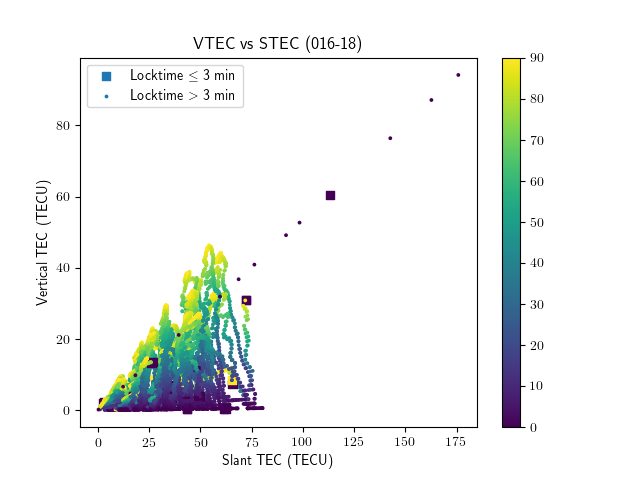 VTEC vs STEC (016-18)
Locktime ≤ 3 min
Locktime > 3 min
Vertical TEC (TECU)
80
60
40
20
0
0 25 50 75 100 125 150 175
Slant TEC (TECU)
90
80
70
60
50
40
30
20
10
0